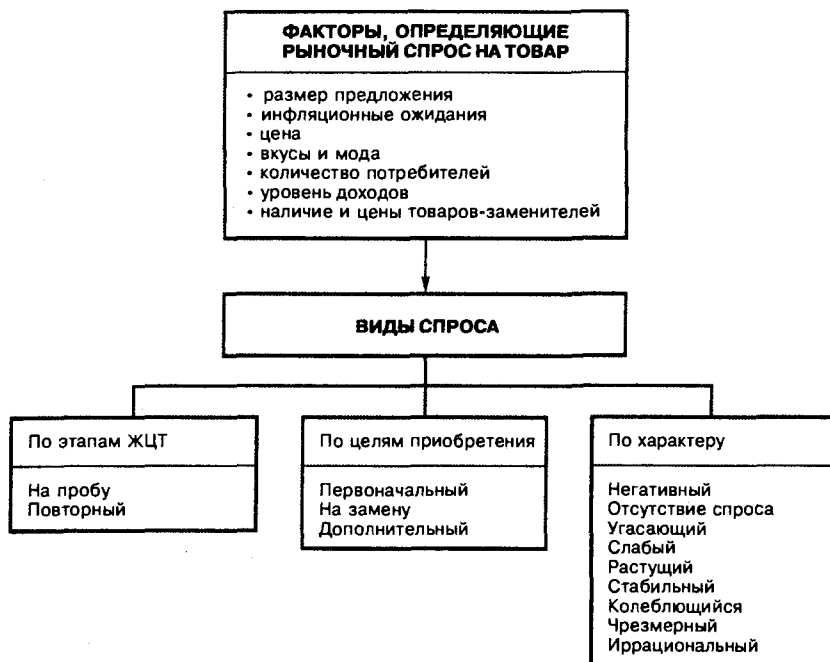 ФАКТОРЫ, ОПРЕДЕЛЯЮЩИЕ
РЫНОЧНЫЙ СПРОС НА ТОВАР
• размер предложения
• инфляционные ожидания
• цена
• вкусы и мода
• количество потребителей
• уровень доходов
• наличие и цены товаров-заменителей
ВИДЫ СПРОСА
По этапам ЖЦТ
На пробу
Повторный
По целям приобретения
Первоначальный
На замену
Дополнительный
По характеру
Негативный
Отсутствие спроса
Угасающий
Слабый
Растущий
Стабильный
Колеблющийся
Чрезмерный
Иррациональный